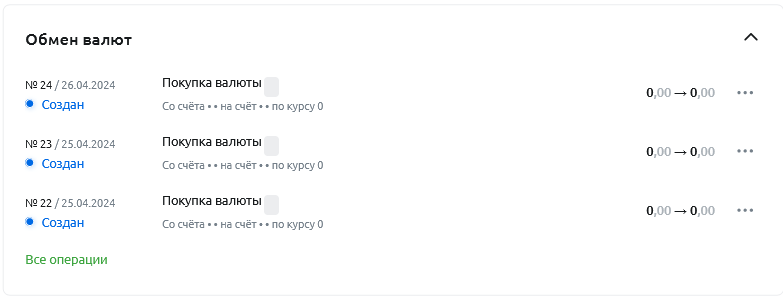 Обмен валют
№ 24 / 26.04.2024
Покупка валюты
Создан
Со счёта • • на счёт • • по курсу 0
0,00 → 0,00
№ 23 / 25.04.2024
Покупка валюты
Создан
Со счёта • • на счёт • • по курсу 0
0,00 → 0,00
№ 22 / 25.04.2024
Покупка валюты
Создан
Со счёта • • на счёт • • по курсу 0
0,00 → 0,00
Все операции